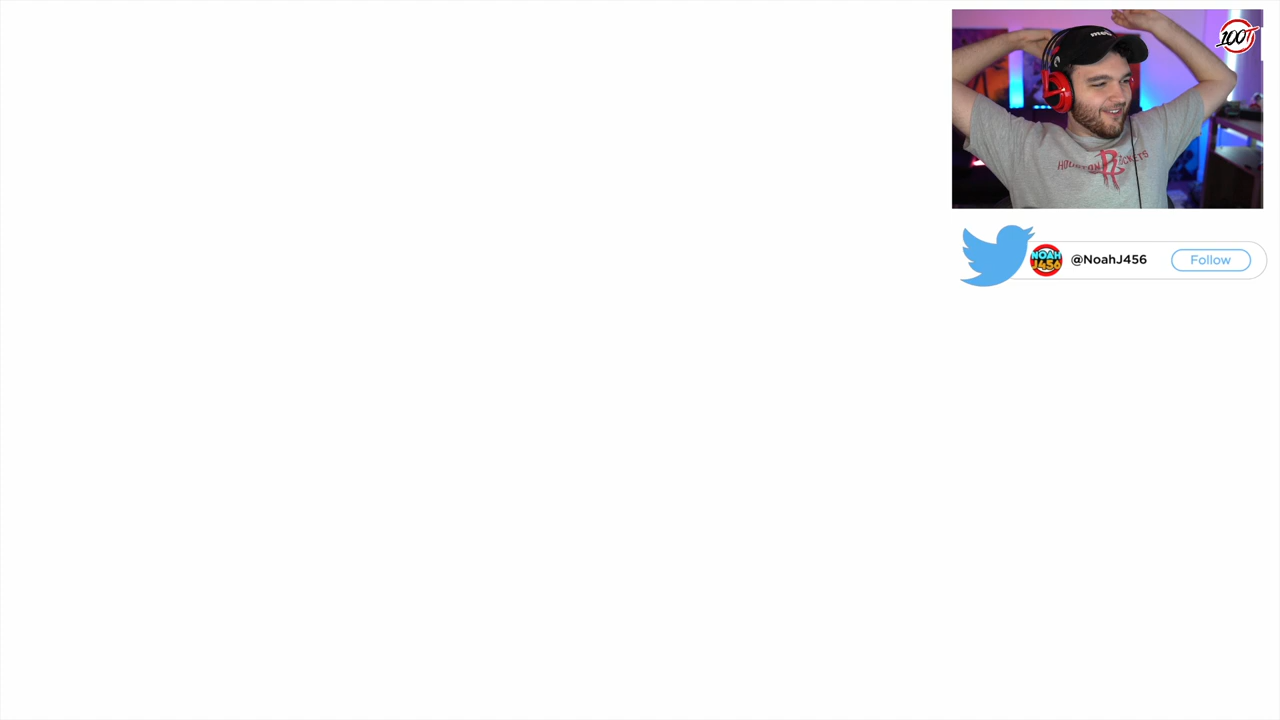 100T
HOUSTON R ROCKETS
NOAH
J456
@NoahJ456
Follow